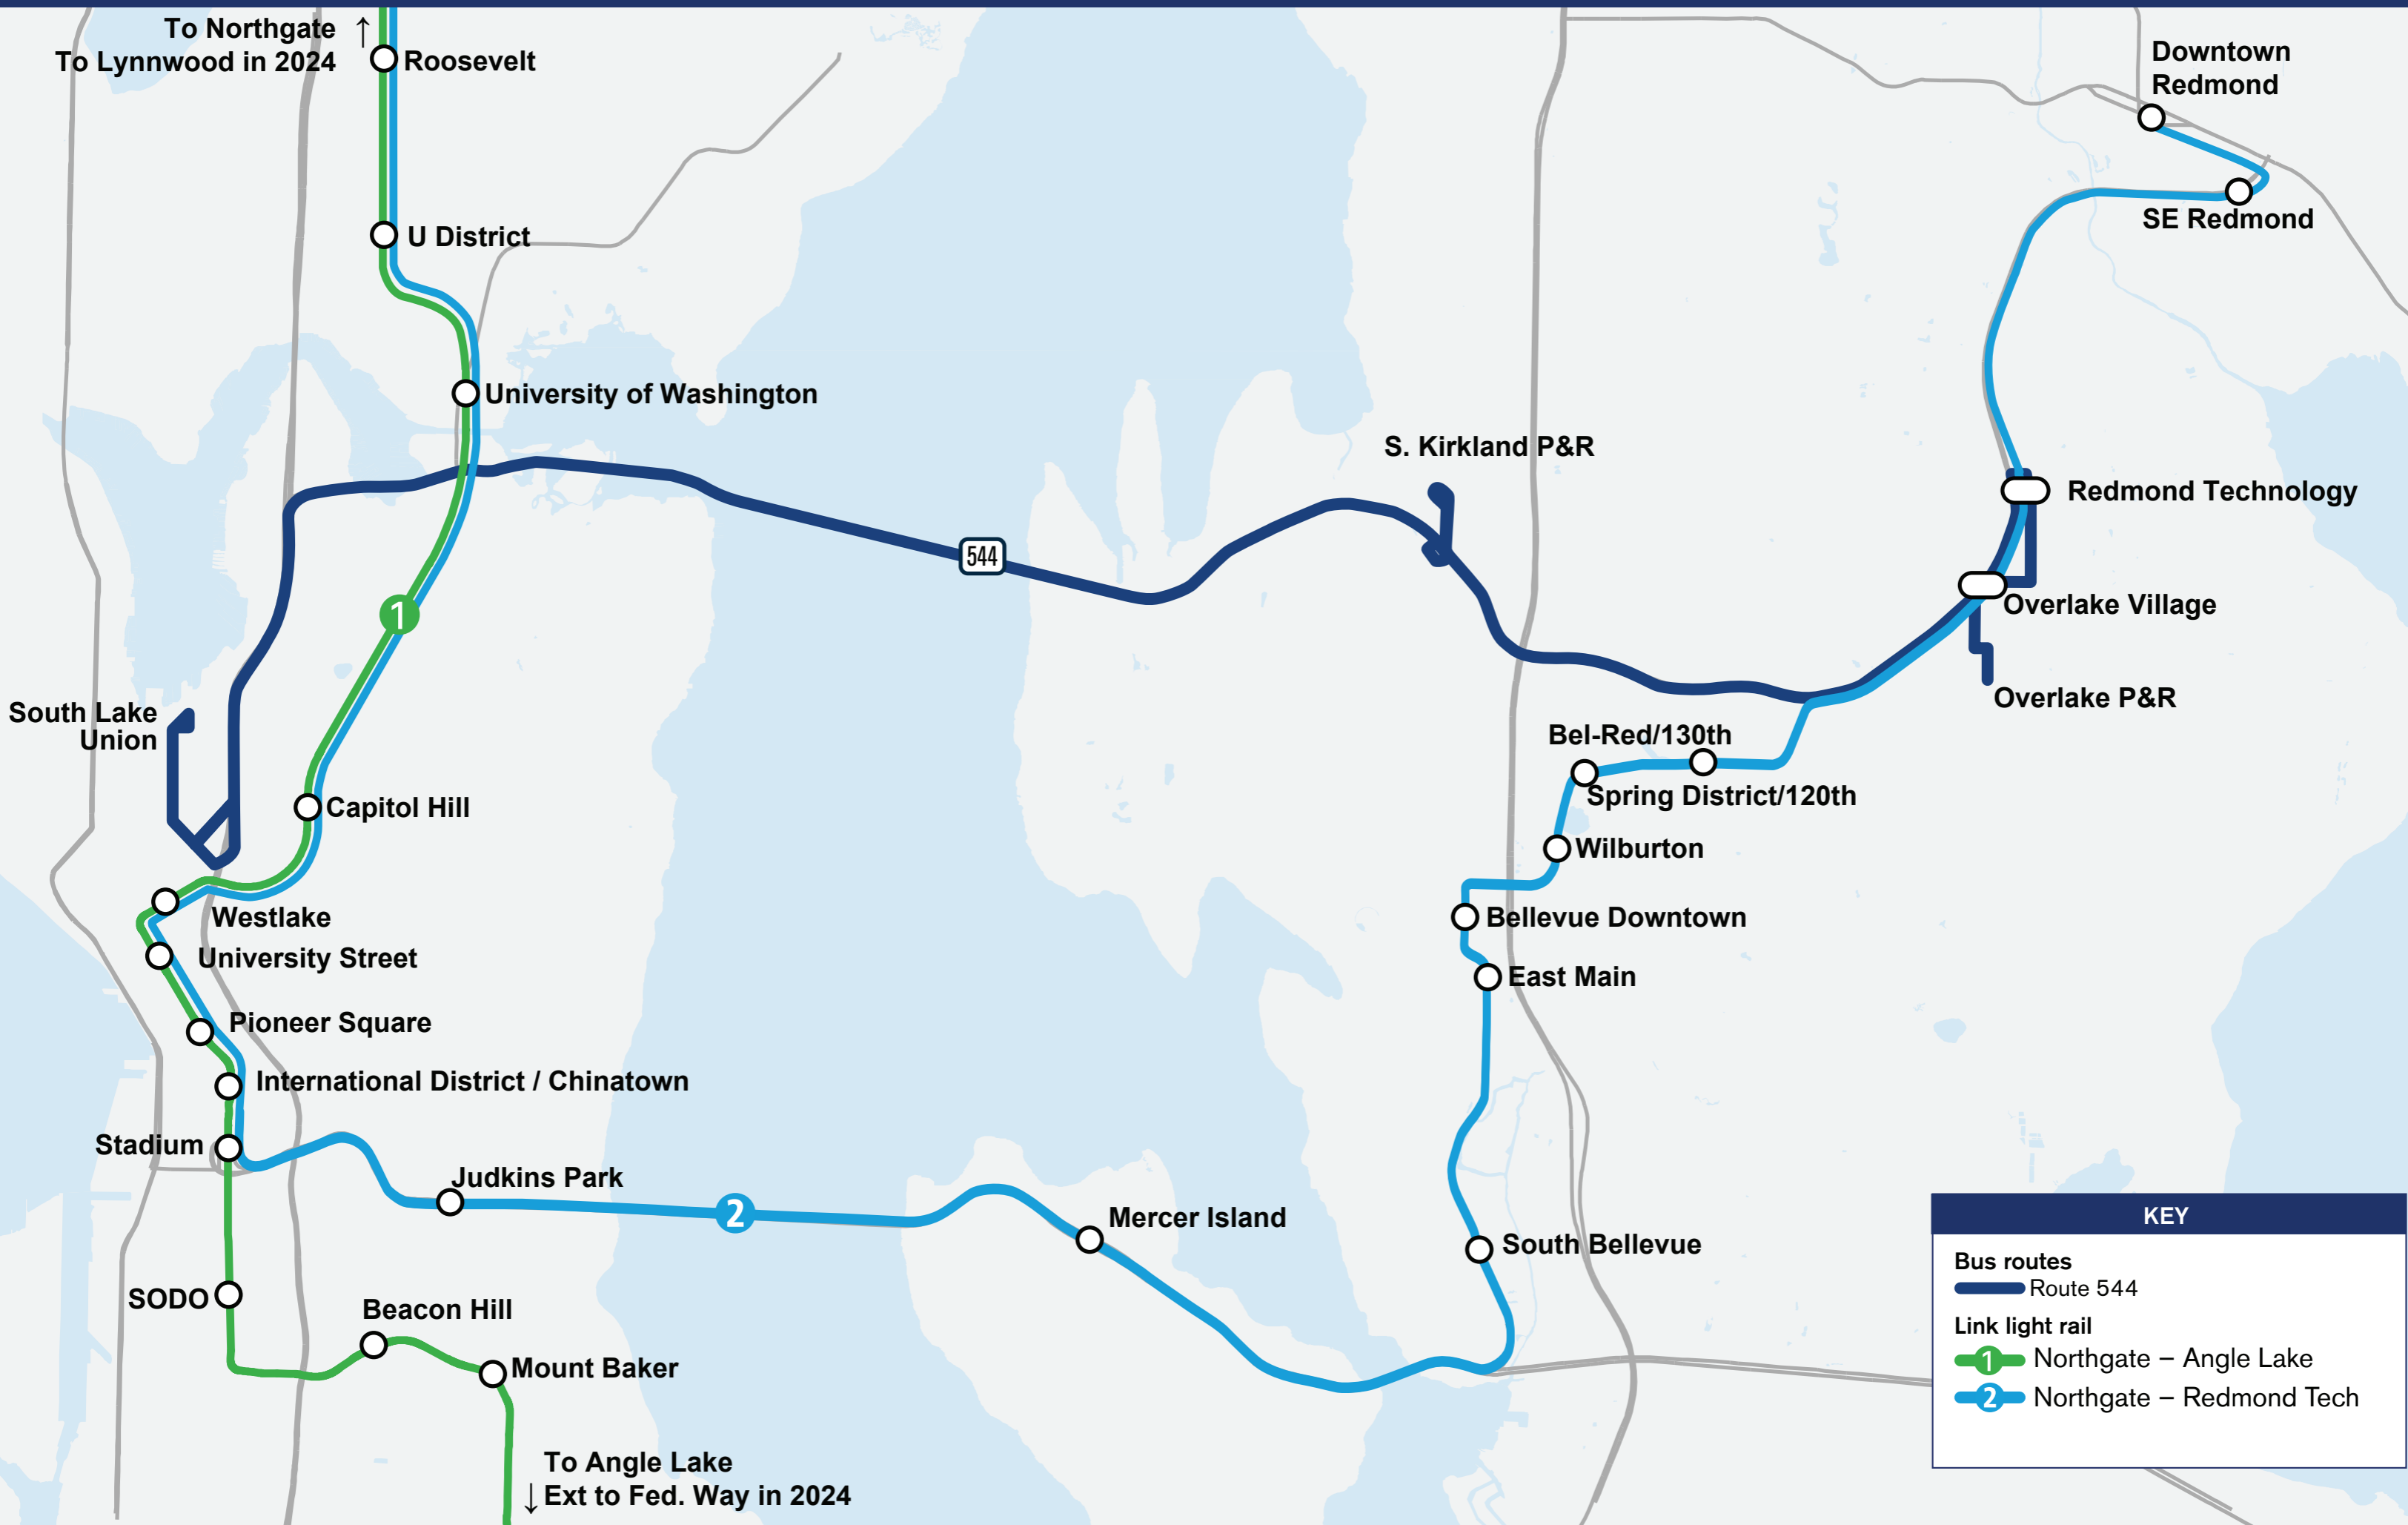 To Northgate ↑
To Lynnwood in 2024
Roosevelt
Downtown
Redmond
SE Redmond
U District
University of Washington
S. Kirkland P&R
Redmond Technology
544
Overlake Village
1
Overlake P&R
South Lake
Union
Bel-Red/130th
Spring District/120th
Capitol Hill
Wilburton
Westlake
Bellevue Downtown
University Street
East Main
Pioneer Square
International District / Chinatown
Stadium
Judkins Park
2
Mercer Island
South Bellevue
SODO
Beacon Hill
Mount Baker
To Angle Lake
↓ Ext to Fed. Way in 2024
KEY
Bus routes
Route 544
Link light rail
1 Northgate – Angle Lake
2 Northgate – Redmond Tech